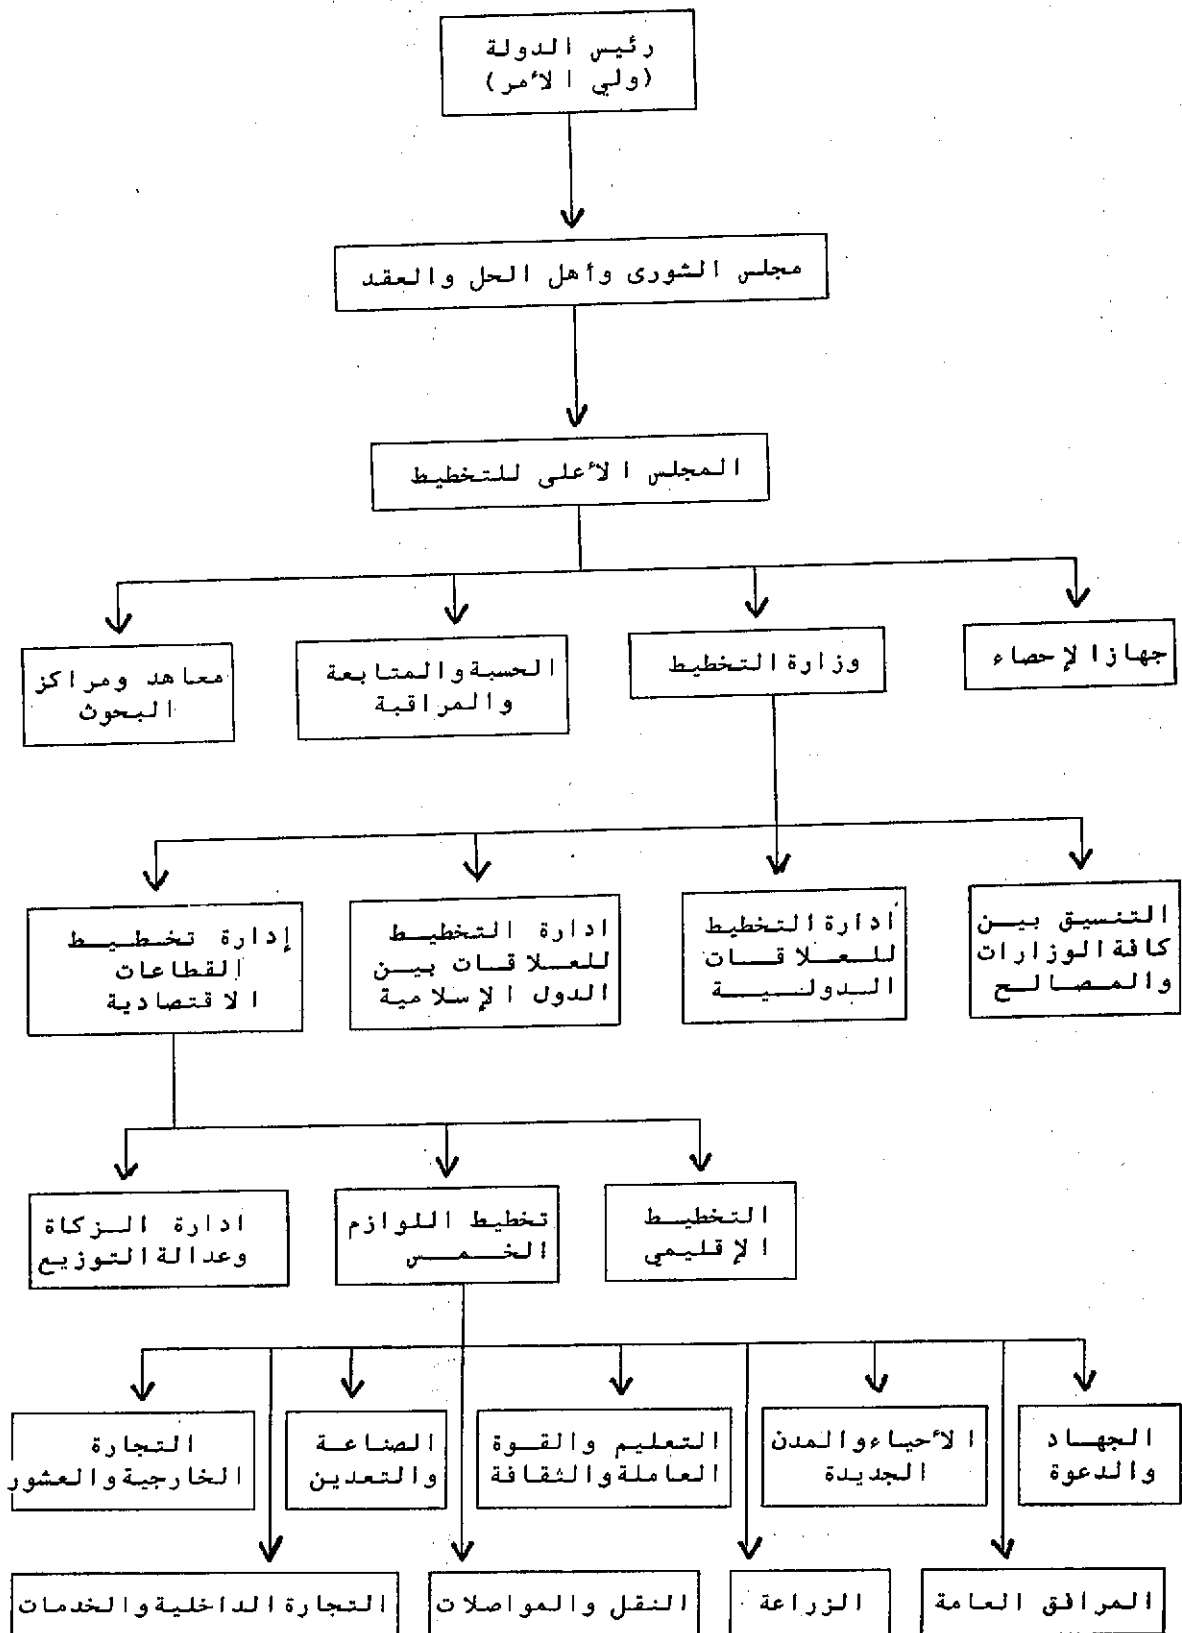 رئيس الدولة
(ولي الأمر)
مجلس الشورى وأهل الحل والعقد
المجلس الأعلى للتخطيط
جهاز الإحصاء
وزارة التخطيط
الحسبة والمتابعة
والمراقبة
معاهد ومراكز
البحوث
التنسيق بين
كافة الوزارات
والمصالح
أدارة التخطيط
للعلاقات
الدولية
ادارة التخطيط
للعلاقات بين
الدول الإسلامية
إدارة تخطيط
القطاعات
الاقتصادية
التخطيط
الإقليمي
تخطيط اللوازم
الخمس
ادارة الزكاة
وعدالة التوزيع
الجهاد
والدعوة
الأحياء والمدن
الجديدة
التعليم والقوة
العاملة والثقافة
الصناعة
والتعدين
التجارة
الخارجية والعشور
المرافق العامة
الزراعة
النقل والمواصلات
التجارة الداخلية والخدمات